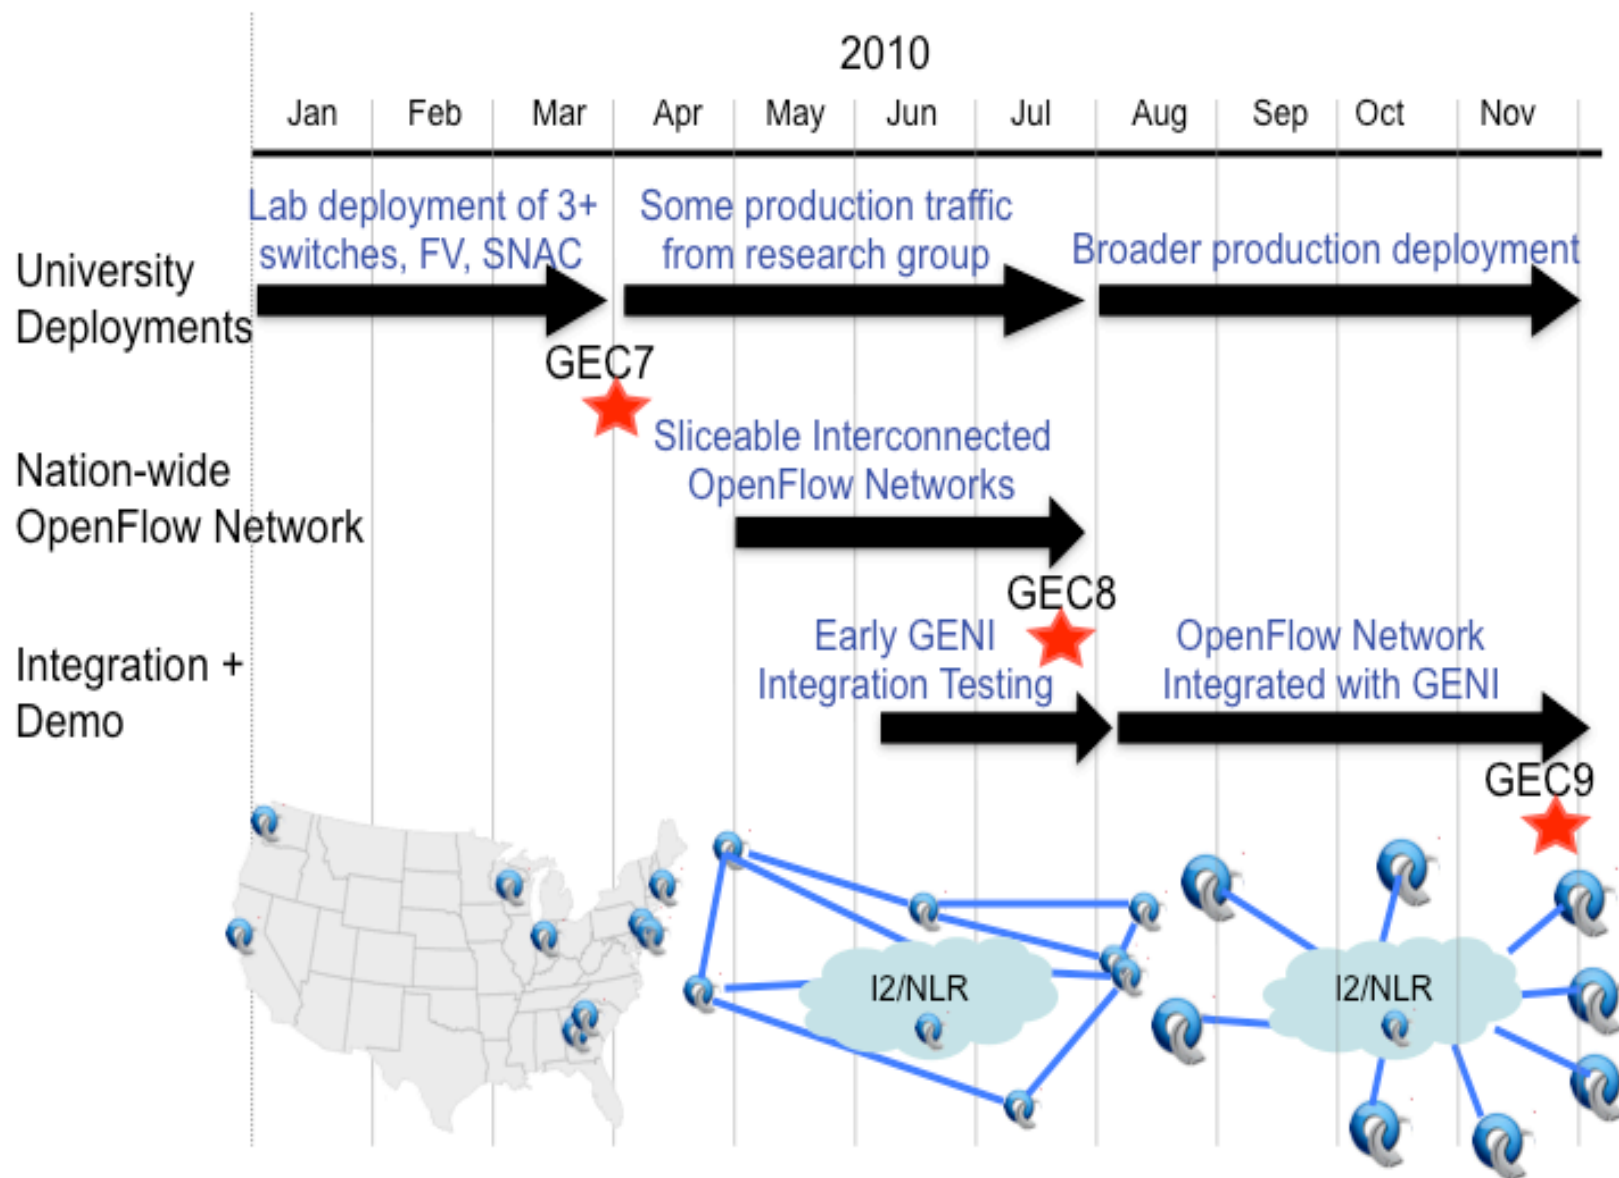 2010
Jan Feb Mar Apr May Jun Jul Aug Sep Oct Nov
University
Deployments
Lab deployment of 3+
switches, FV, SNAC
Some production traffic
from research group
Broader production deployment
GEC7
Nation-wide
OpenFlow Network
Sliceable Interconnected
OpenFlow Networks
GEC8
Integration +
Demo
Early GENI
Integration Testing
OpenFlow Network
Integrated with GENI
GEC9
I2/NLR
I2/NLR